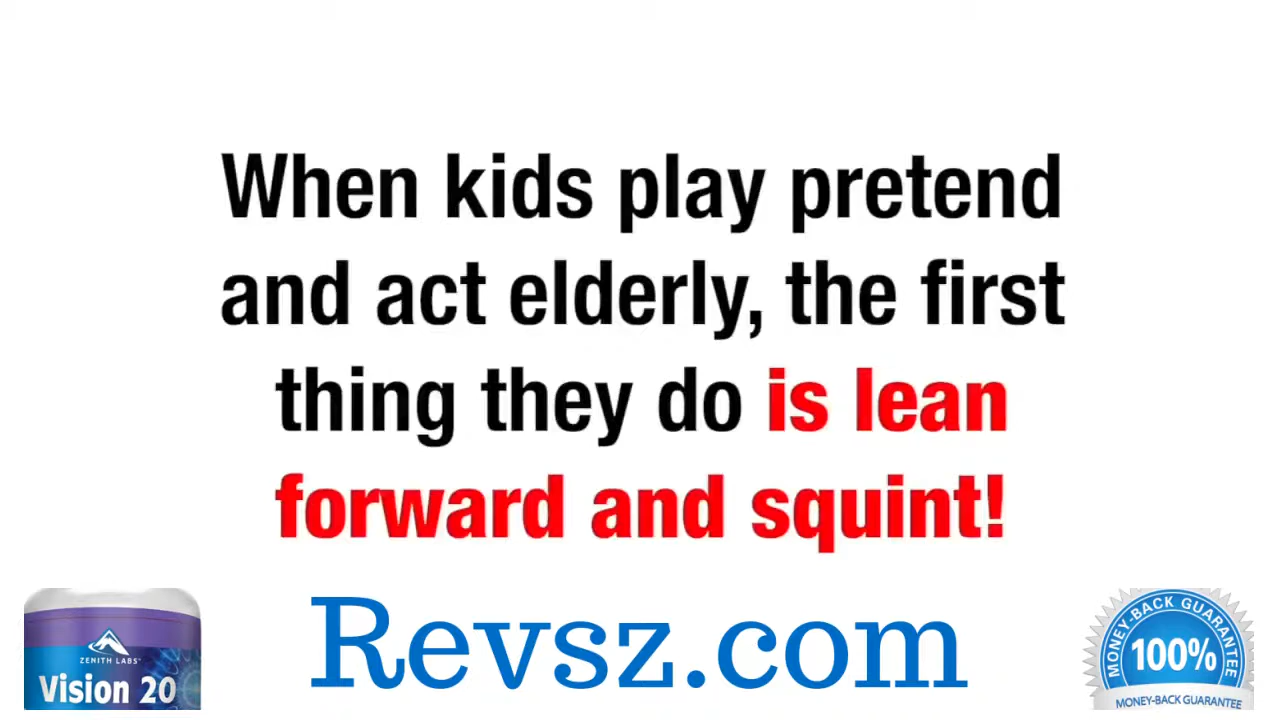 When kids play pretend
and act elderly, the first
thing they do is lean
forward and squint!
Revsz.com
ZENITH LABS™
Vision 20
MONEY-BACK GUARANTEE
100%
MONEY-BACK GUARANTEE